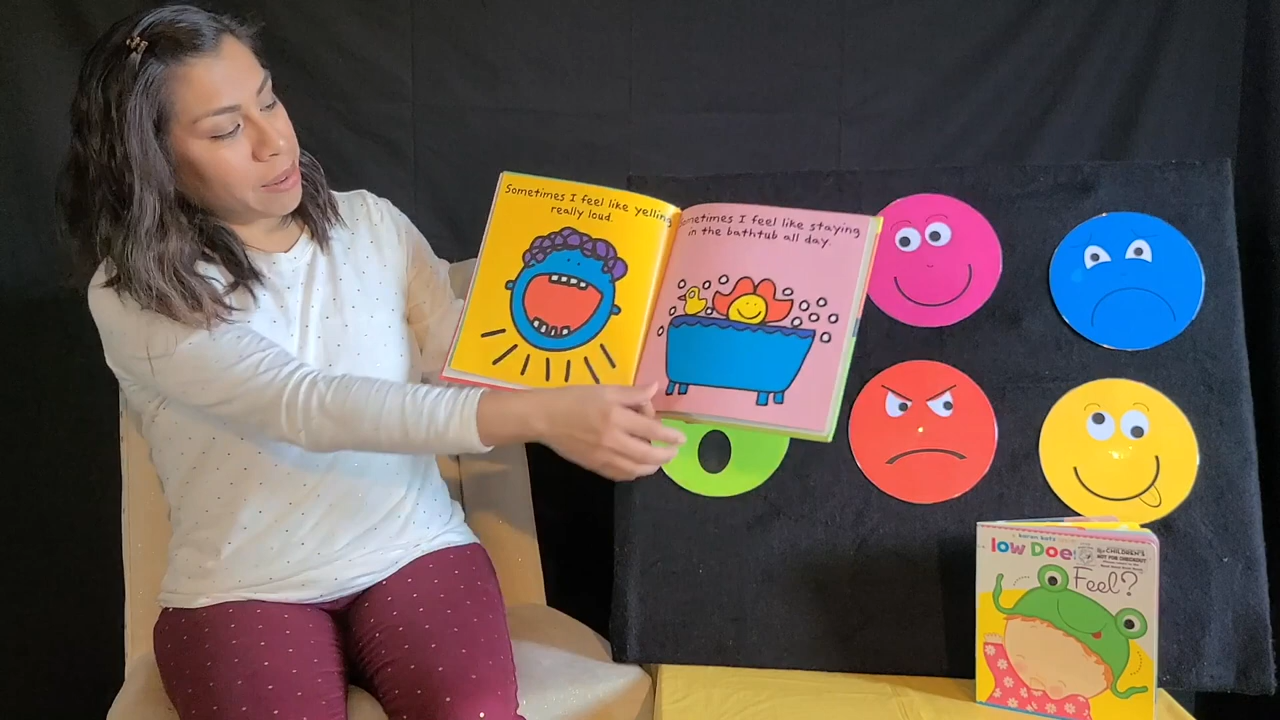 Sometimes I feel like yelling
really loud.
Sometimes I feel like staying
in the bathtub all day.
karen katz
How Does
Feel?
CHILDREN'S
NOT FOR CHECKOUT